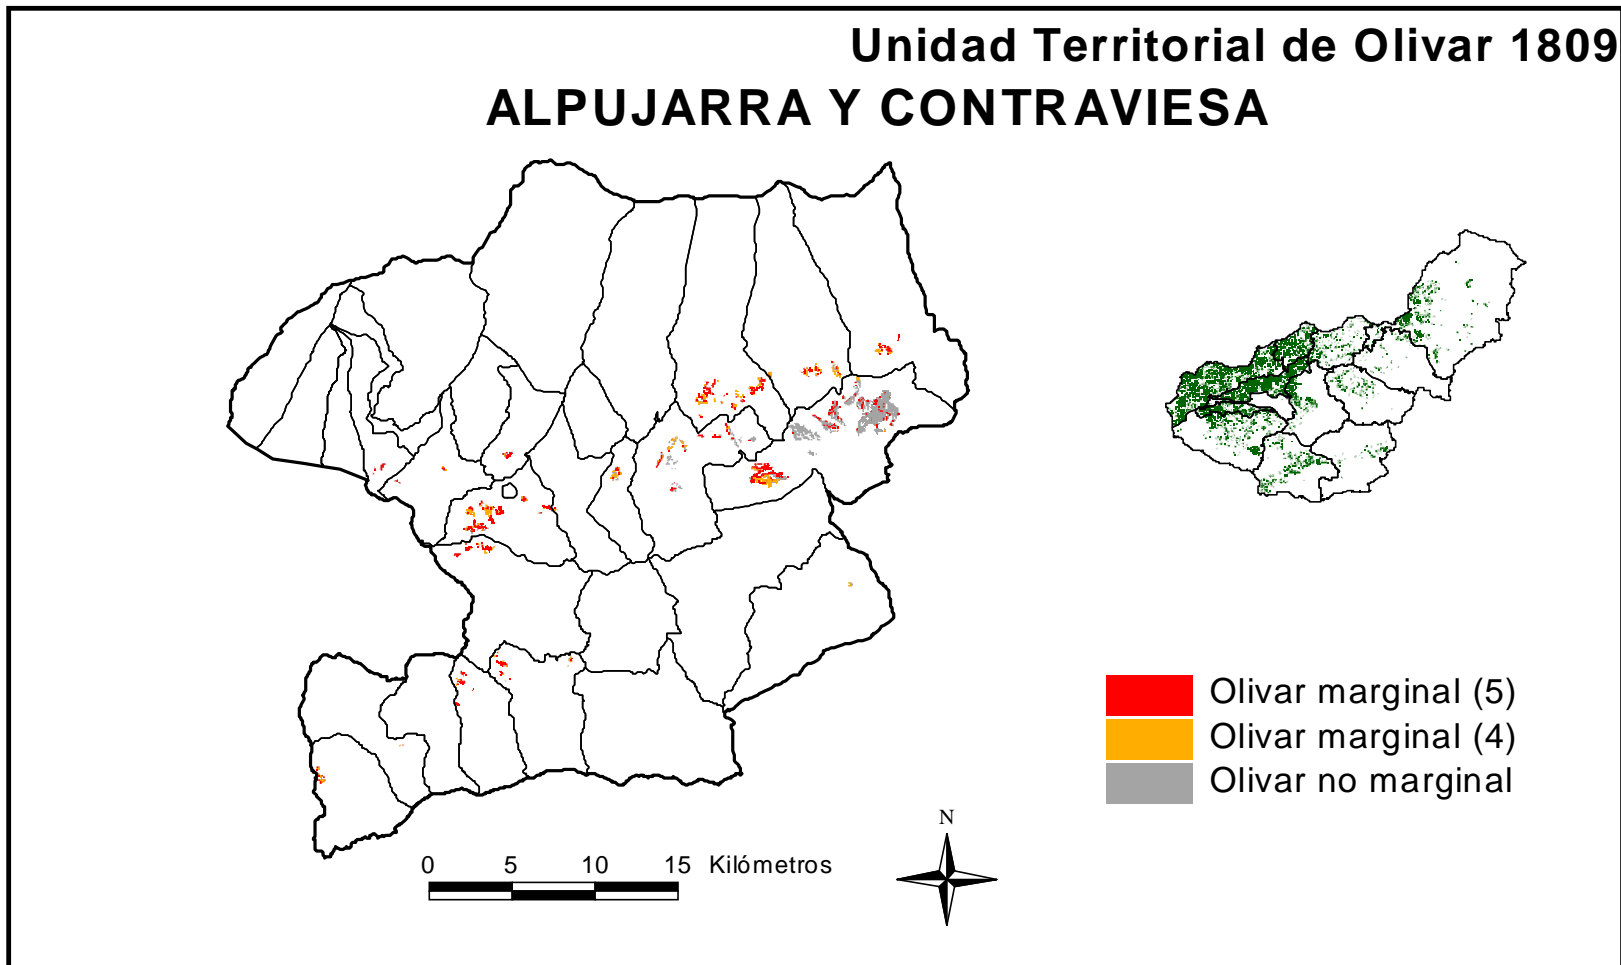 Unidad Territorial de Olivar 1809
ALPUJARRA Y CONTRAVIESA
Olivar marginal (5)
Olivar marginal (4)
Olivar no marginal
N
0 5 10 15 Kilómetros